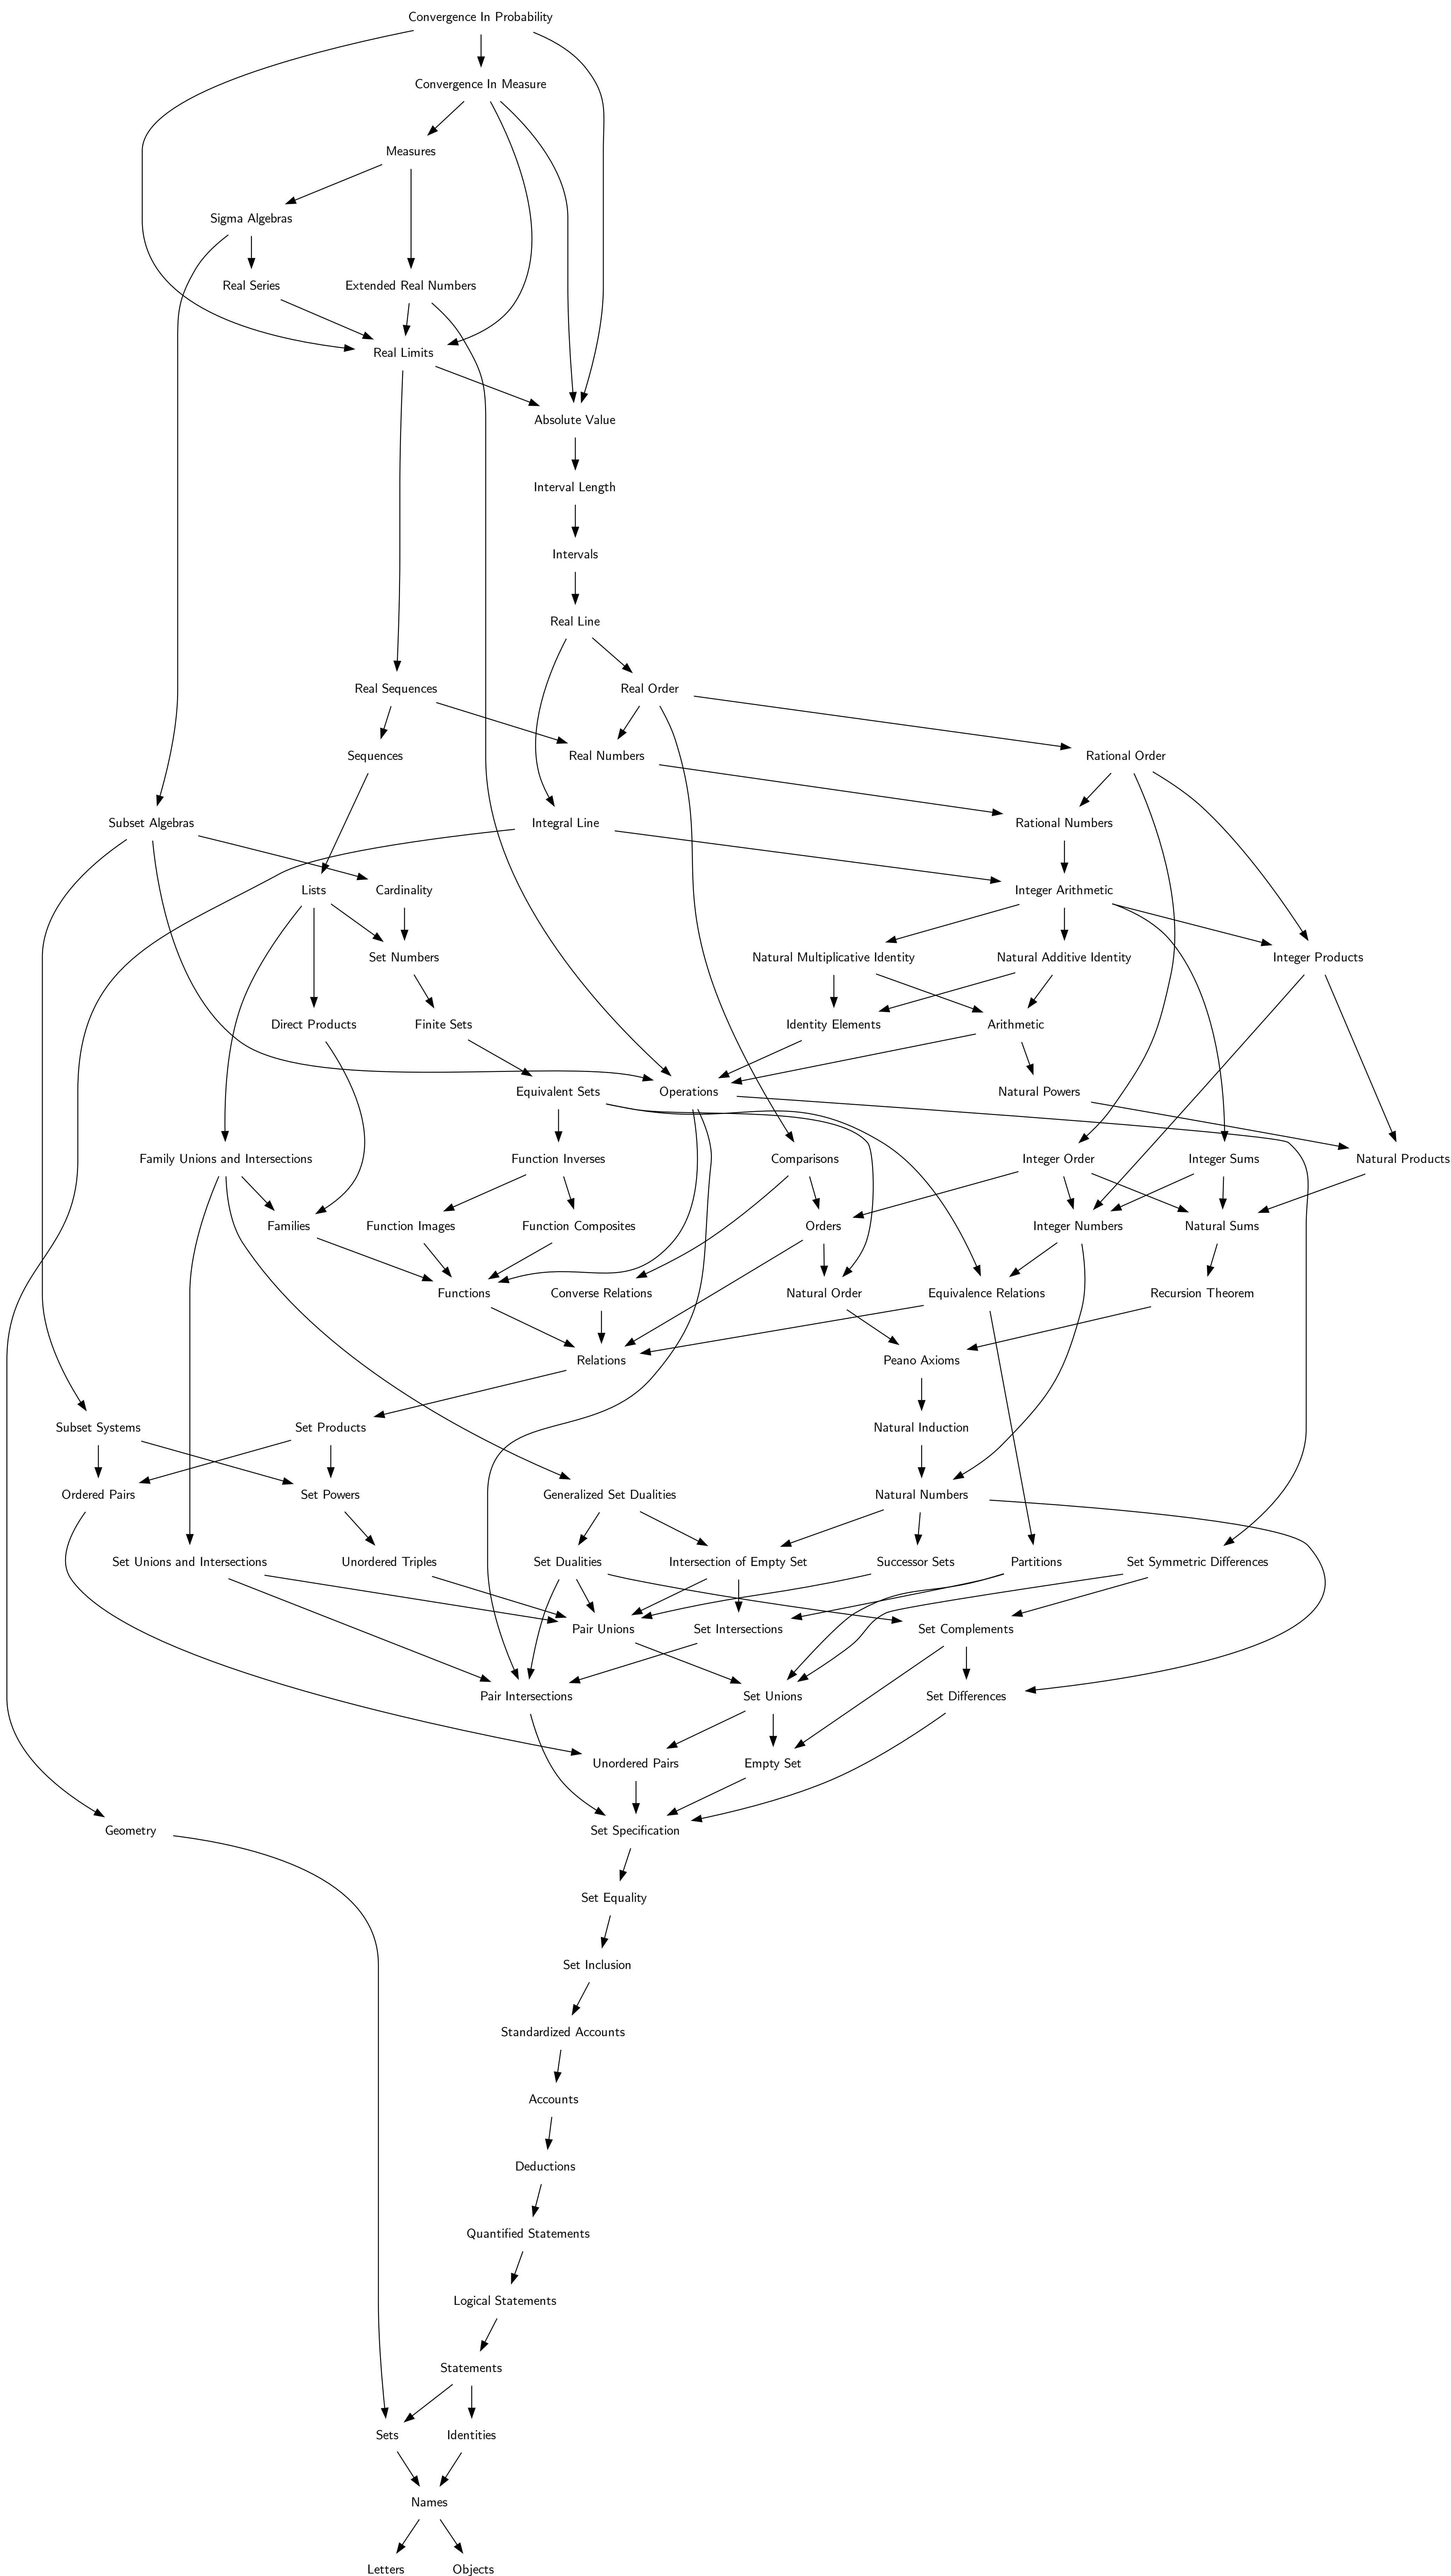 Convergence In Probability
Convergence In Measure
Measures
Sigma Algebras
Real Series
Extended Real Numbers
Real Limits
Absolute Value
Interval Length
Intervals
Real Line
Real Sequences
Real Order
Sequences
Real Numbers
Rational Order
Subset Algebras
Integral Line
Rational Numbers
Lists
Cardinality
Integer Arithmetic
Set Numbers
Natural Multiplicative Identity
Natural Additive Identity
Integer Products
Direct Products
Finite Sets
Identity Elements
Arithmetic
Equivalent Sets
Operations
Natural Powers
Family Unions and Intersections
Function Inverses
Comparisons
Integer Order
Integer Sums
Natural Products
Families
Function Images
Function Composites
Orders
Integer Numbers
Natural Sums
Functions
Converse Relations
Natural Order
Equivalence Relations
Recursion Theorem
Relations
Peano Axioms
Subset Systems
Set Products
Natural Induction
Ordered Pairs
Set Powers
Generalized Set Dualities
Natural Numbers
Set Unions and Intersections
Unordered Triples
Set Dualities
Intersection of Empty Set
Successor Sets
Partitions
Set Symmetric Differences
Pair Unions
Set Intersections
Set Complements
Pair Intersections
Set Unions
Set Differences
Unordered Pairs
Empty Set
Geometry
Set Specification
Set Equality
Set Inclusion
Standardized Accounts
Accounts
Deductions
Quantified Statements
Logical Statements
Statements
Sets
Identities
Names
Letters
Objects